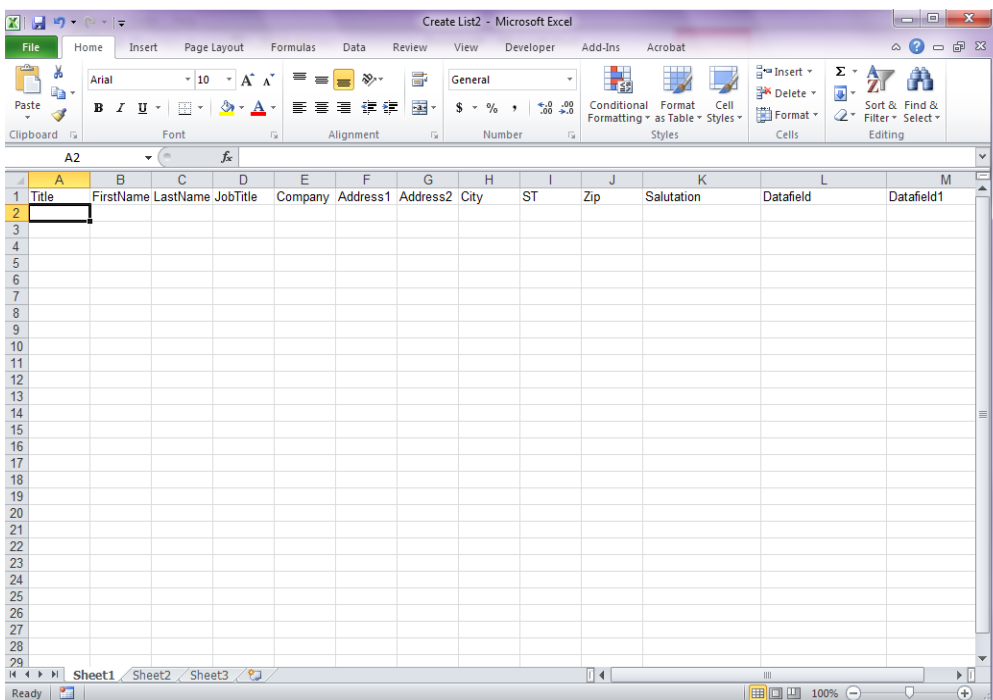 Create List2 - Microsoft Excel
File Home Insert Page Layout Formulas Data Review View Developer Add-Ins Acrobat
Arial 10 General Insert Σ
Paste Conditional Format Cell Delete Sort & Find &
B I U A $ % , .00 .0 Formatting as Table Styles Format Filter Select
Clipboard Font Alignment Number Styles Cells Editing
A2 fx
A B C D E F G H I J K L M
1 Title FirstName LastName JobTitle Company Address1 Address2 City ST Zip Salutation Datafield Datafield1
2
3
4
5
6
7
8
9
10
11
12
13
14
15
16
17
18
19
20
21
22
23
24
25
26
27
28
29
Sheet1 Sheet2 Sheet3
Ready 100%